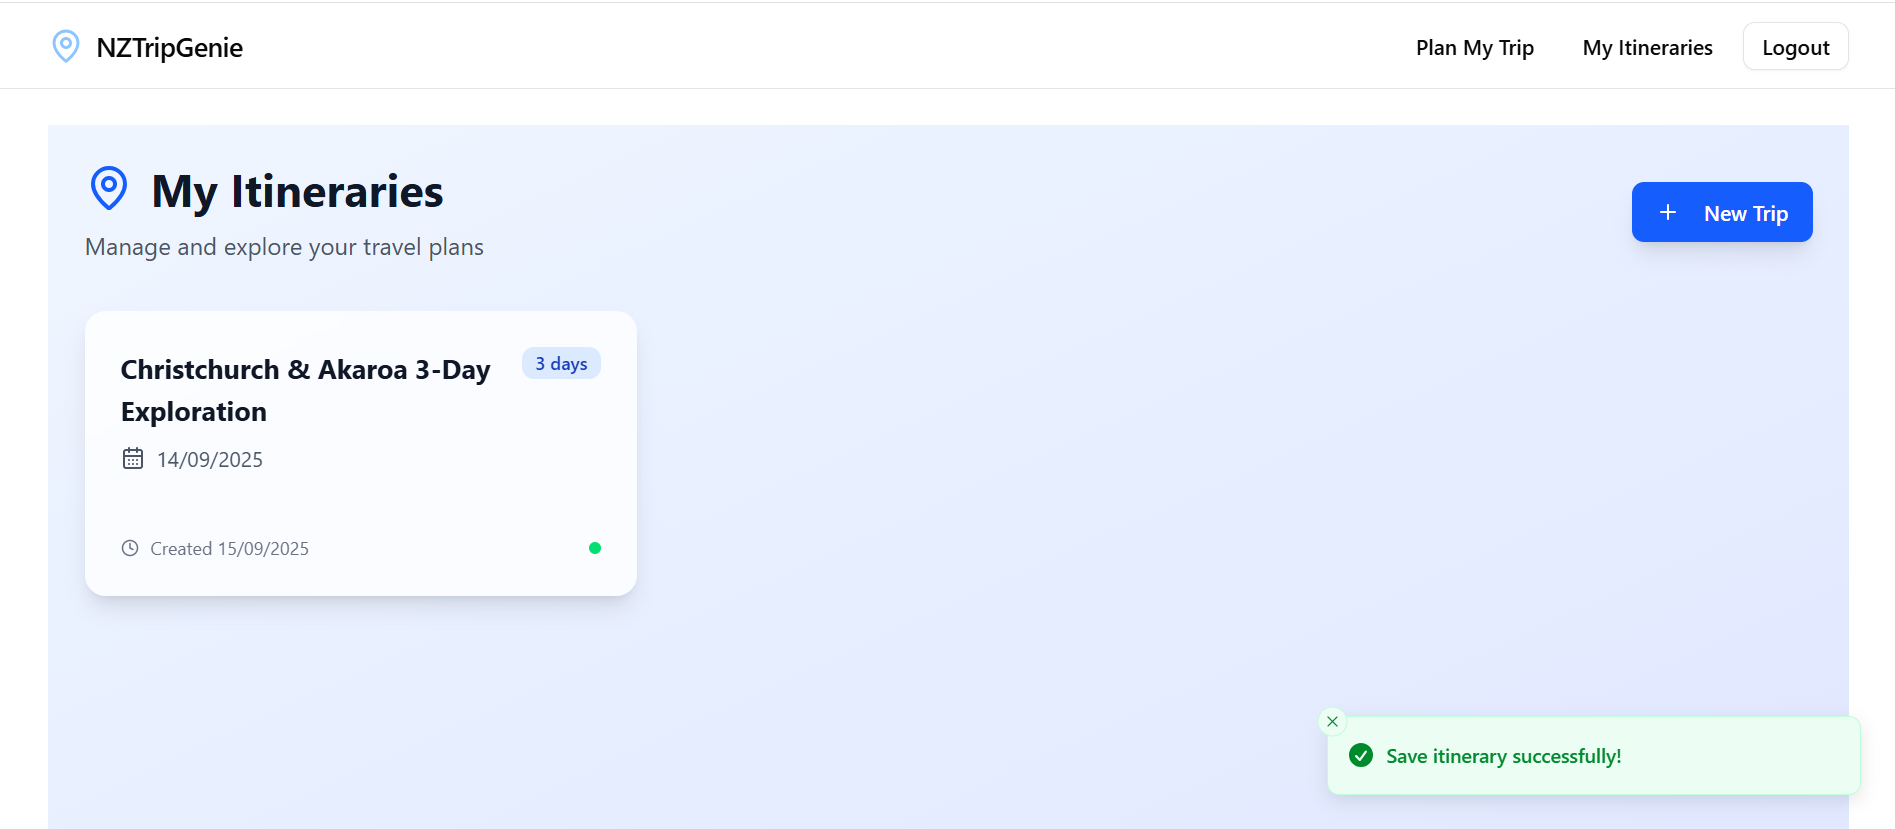 NZTripGenie
Plan My Trip
My Itineraries
Logout
My Itineraries
Manage and explore your travel plans
New Trip
Christchurch & Akaroa 3-Day
Exploration
3 days
14/09/2025
Created 15/09/2025
Save itinerary successfully!